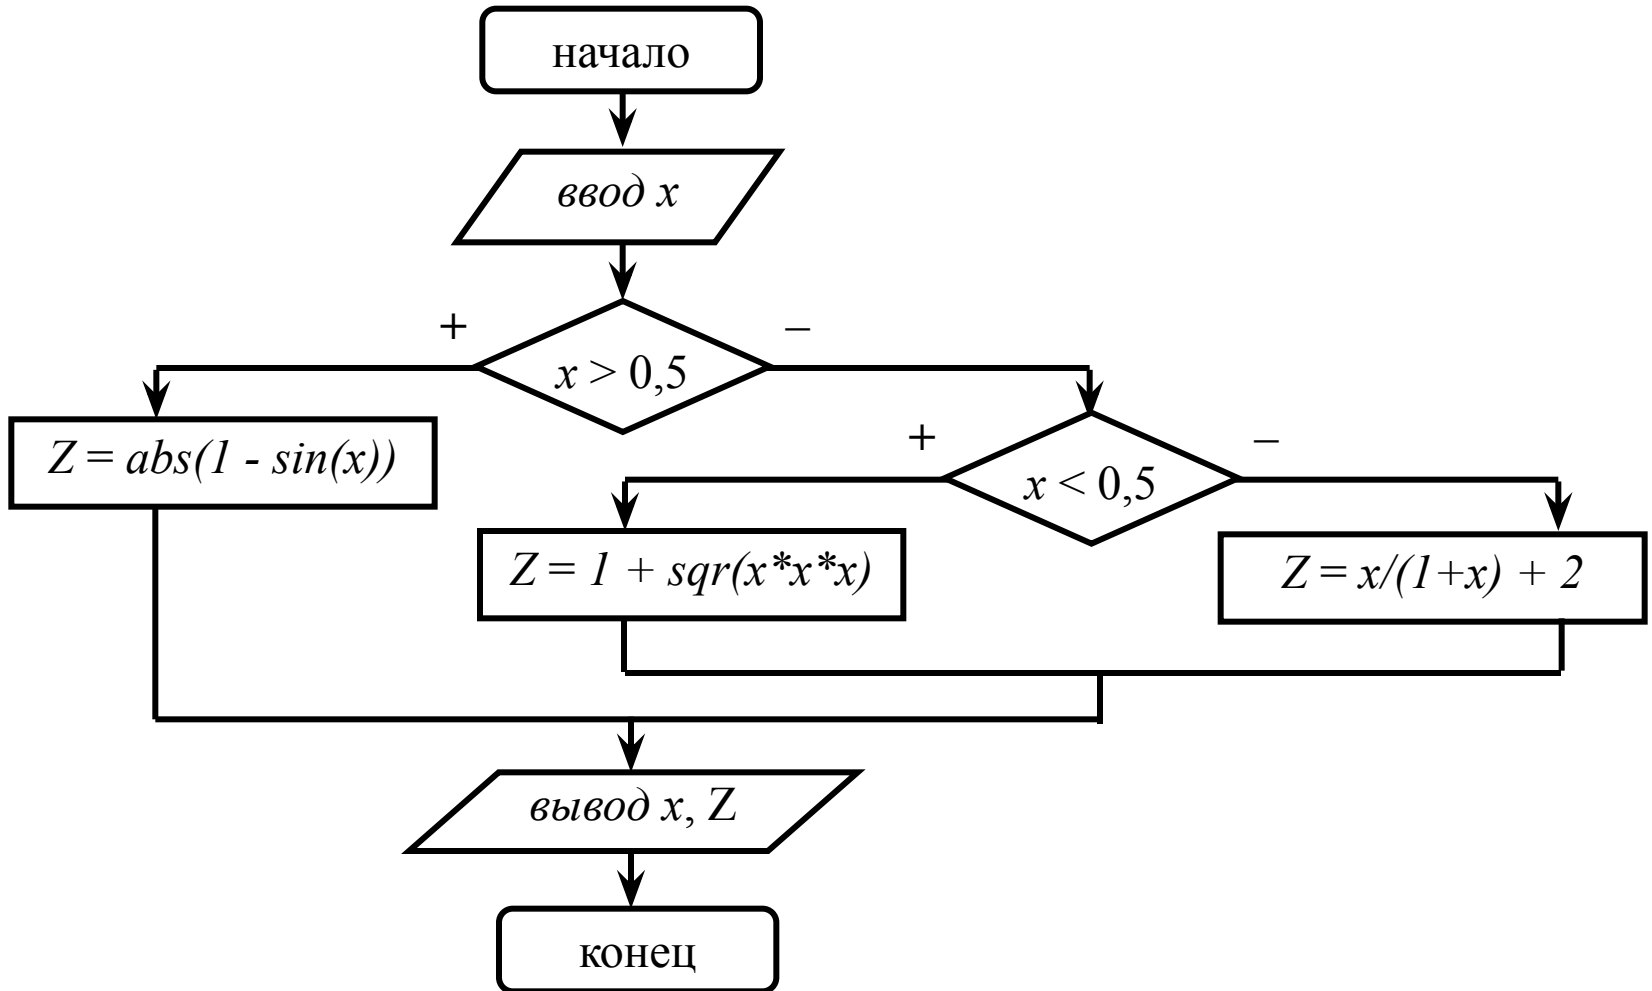 начало
ввод x
+
–
x > 0,5
+
–
Z = abs(1 - sin(x))
x < 0,5
Z = 1 + sqr(x*x*x)
Z = x/(1+x) + 2
вывод x, Z
конец